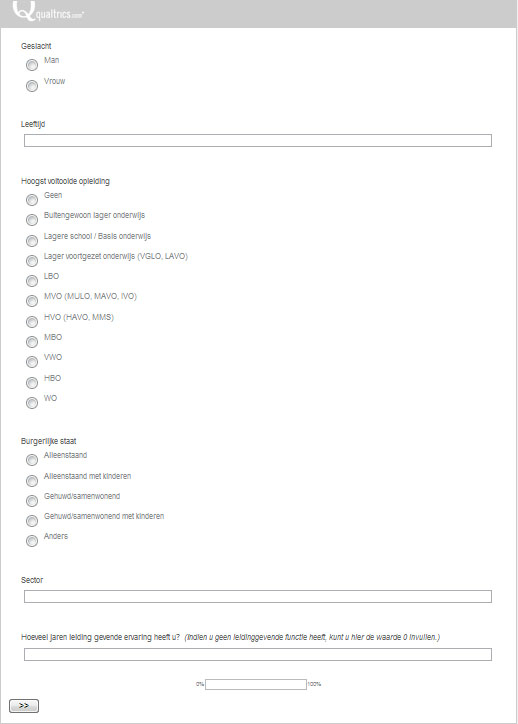 qualtrics.com
Geslacht
Man
Vrouw
Leeftijd
Hoogst voltooide opleiding
Geen
Buitengewoon lager onderwijs
Lagere school / Basis onderwijs
Lager voortgezet onderwijs (VGLO, LAVO)
LBO
MVO (MULO, MAVO, IVO)
HVO (HAVO, MMS)
MBO
VWO
HBO
WO
Burgerlijke staat
Alleenstaand
Alleenstaand met kinderen
Gehuwd/samenwonend
Gehuwd/samenwonend met kinderen
Anders
Sector
Hoeveel jaren leiding gevende ervaring heeft u? (Indien u geen leidinggevende functie heeft, kunt u hier de waarde 0 invullen.)
0% 100%
>>